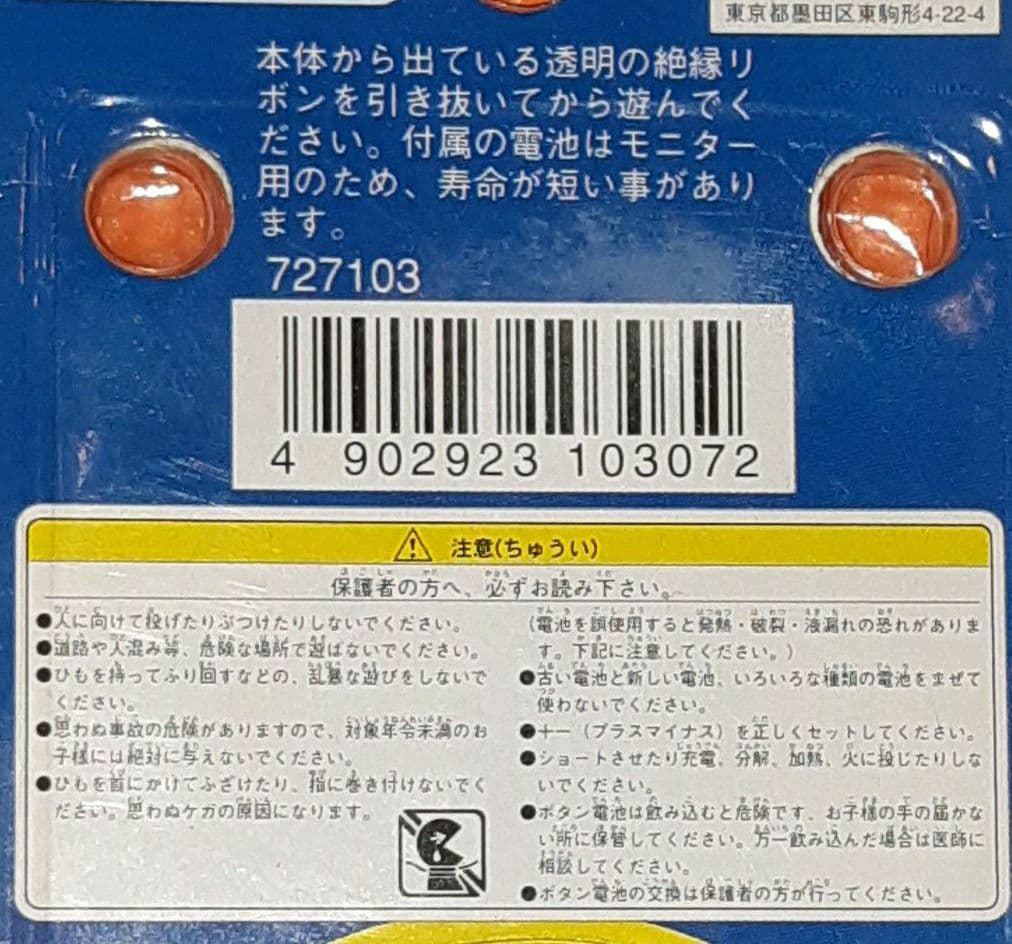 東京都墨田区東駒形4-22-4
本体から出ている透明の絶縁リ
ボンを引き抜いてから遊んでく
ださい。付属の電池はモニター
用のため、寿命が短い事があり
ます。
727103
4 902923 103072
注意(ちゅうい)
保護者の方へ、必ずお読み下さい。
●人に向けて投げたりぶつけたりしないでください。
●道路や人混み等、危険な場所で遊ばないでください。
●ひもを持ってふり回すなどの、乱暴な遊びをしないで
ください。
●思わぬ事故の危険がありますので、対象年令未満のお
子様には絶対に与えないでください。
●ひもを首にかけてふざけたり、指に巻き付けないでく
ださい。思わぬケガの原因になります。
(電池を誤使用すると発熱・破裂・液漏れの恐れがありま
す。下記に注意してください。)
●古い電池と新しい電池、いろいろな種類の電池をまぜて
使わないでください。
●+−(プラスマイナス)を正しくセットしてください。
●ショートさせたり充電、分解、加熱、火に投じたりしな
いでください。
●ボタン電池は飲み込むと危険です、お子様の手の届かな
い所に保管してください。万一飲み込んだ場合は医師に
相談してください。
●ボタン電池の交換は保護者の方が行ってください。